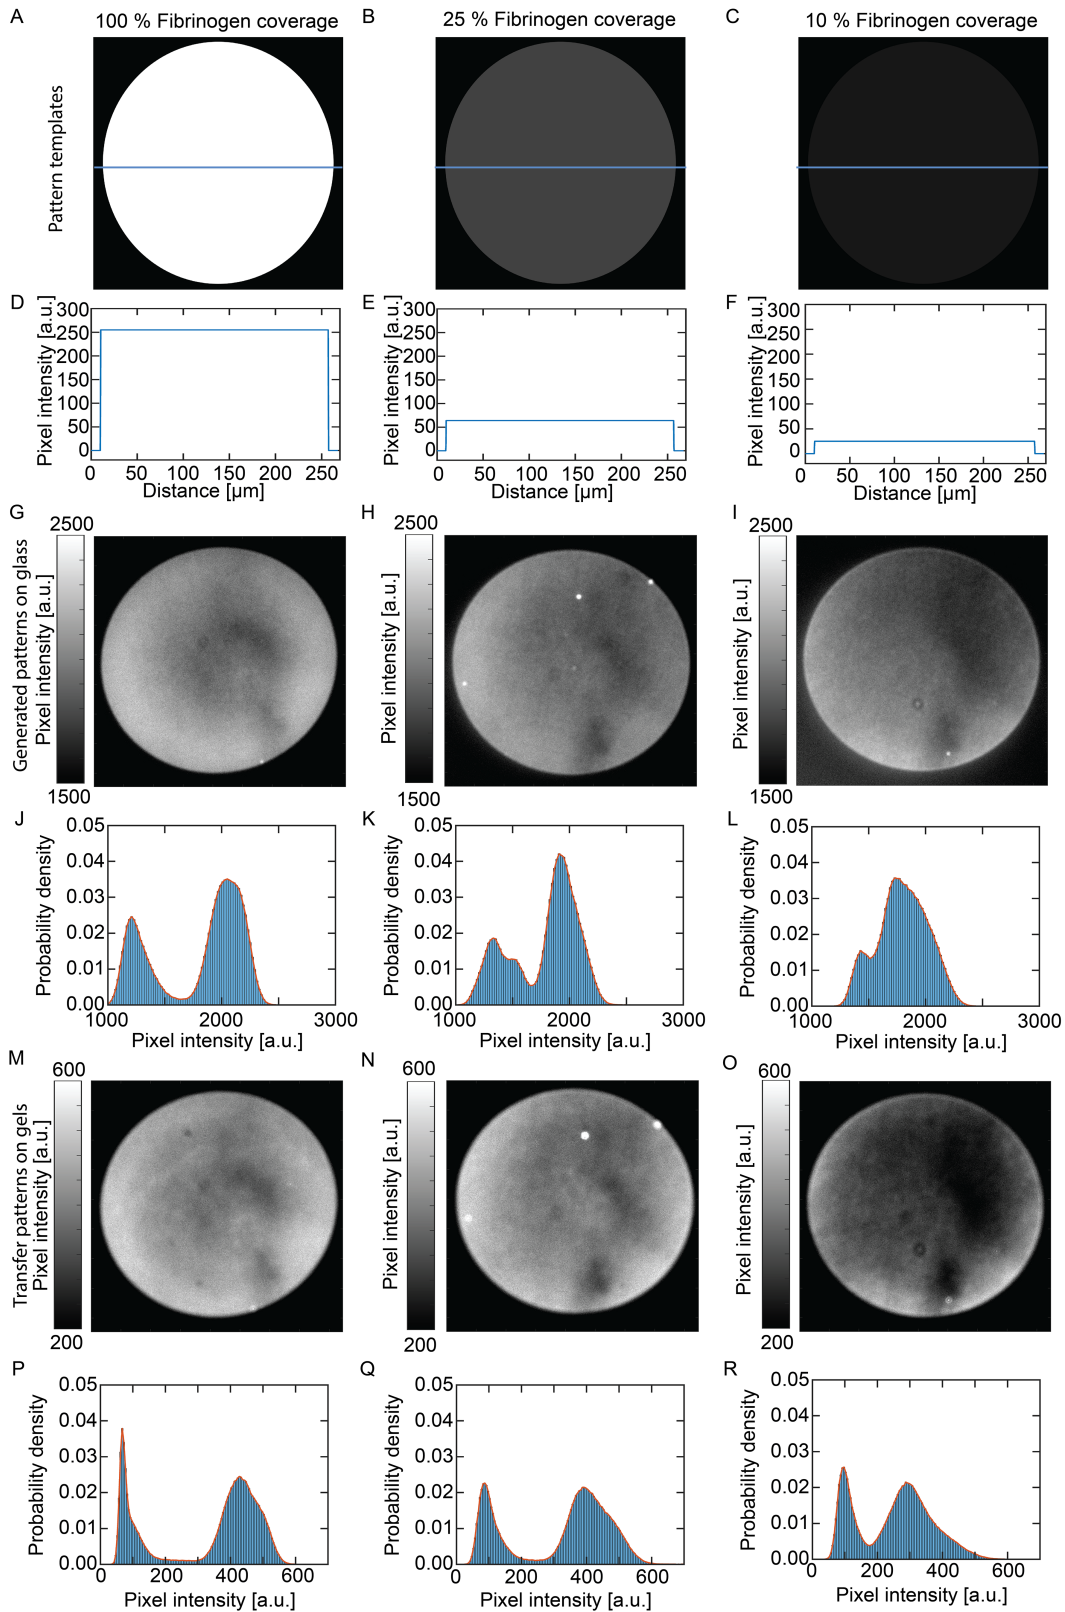 A 100 % Fibrinogen coverage B 25 % Fibrinogen coverage C 10 % Fibrinogen coverage
Pattern templates
D E F
Pixel intensity [a.u.] Pixel intensity [a.u.] Pixel intensity [a.u.]
300 300 300
250 250 250
200 200 200
150 150 150
100 100 100
50 50 50
0 0 0
0 50 100 150 200 250 0 50 100 150 200 250 0 50 100 150 200 250
Distance [µm] Distance [µm] Distance [µm]
G H I
2500 2500 2500
Generated patterns on glass
Pixel intensity [a.u.] Pixel intensity [a.u.] Pixel intensity [a.u.]
1500 1500 1500
J K L
Probability density Probability density Probability density
0.05 0.05 0.05
0.04 0.04 0.04
0.03 0.03 0.03
0.02 0.02 0.02
0.01 0.01 0.01
0.00 0.00 0.00
1000 2000 3000 1000 2000 3000 1000 2000 3000
Pixel intensity [a.u.] Pixel intensity [a.u.] Pixel intensity [a.u.]
M N O
600 600 600
Transfer patterns on gels
Pixel intensity [a.u.] Pixel intensity [a.u.] Pixel intensity [a.u.]
200 200 200
P Q R
Probability density Probability density Probability density
0.05 0.05 0.05
0.04 0.04 0.04
0.03 0.03 0.03
0.02 0.02 0.02
0.01 0.01 0.01
0.00 0.00 0.00
0 200 400 600 0 200 400 600 0 200 400 600
Pixel intensity [a.u.] Pixel intensity [a.u.] Pixel intensity [a.u.]